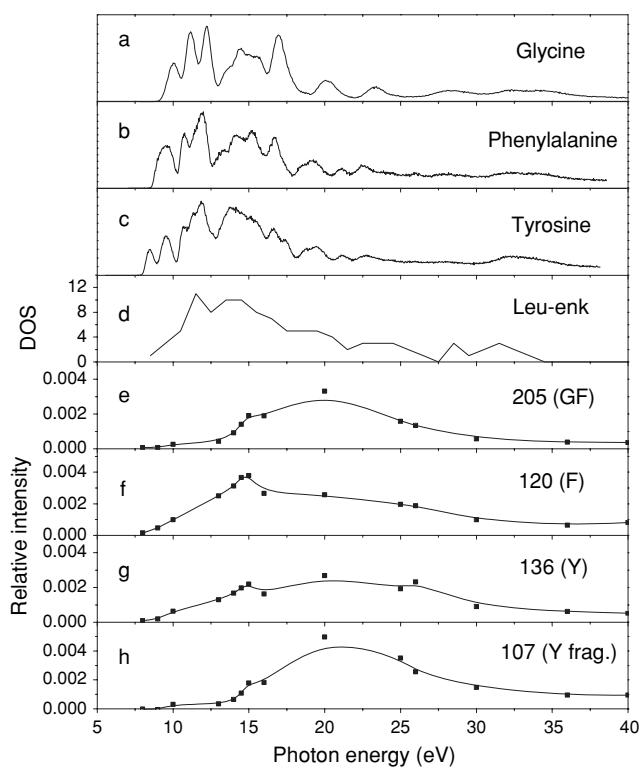 a Glycine
b Phenylalanine
c Tyrosine
12
8
4
0
DOS
d Leu-enk
0.004
0.002
0.000
e 205 (GF)
0.004
0.002
0.000
f 120 (F)
0.004
0.002
0.000
g 136 (Y)
0.004
0.002
0.000
h 107 (Y frag.)
Relative intensity
5 10 15 20 25 30 35 40
Photon energy (eV)